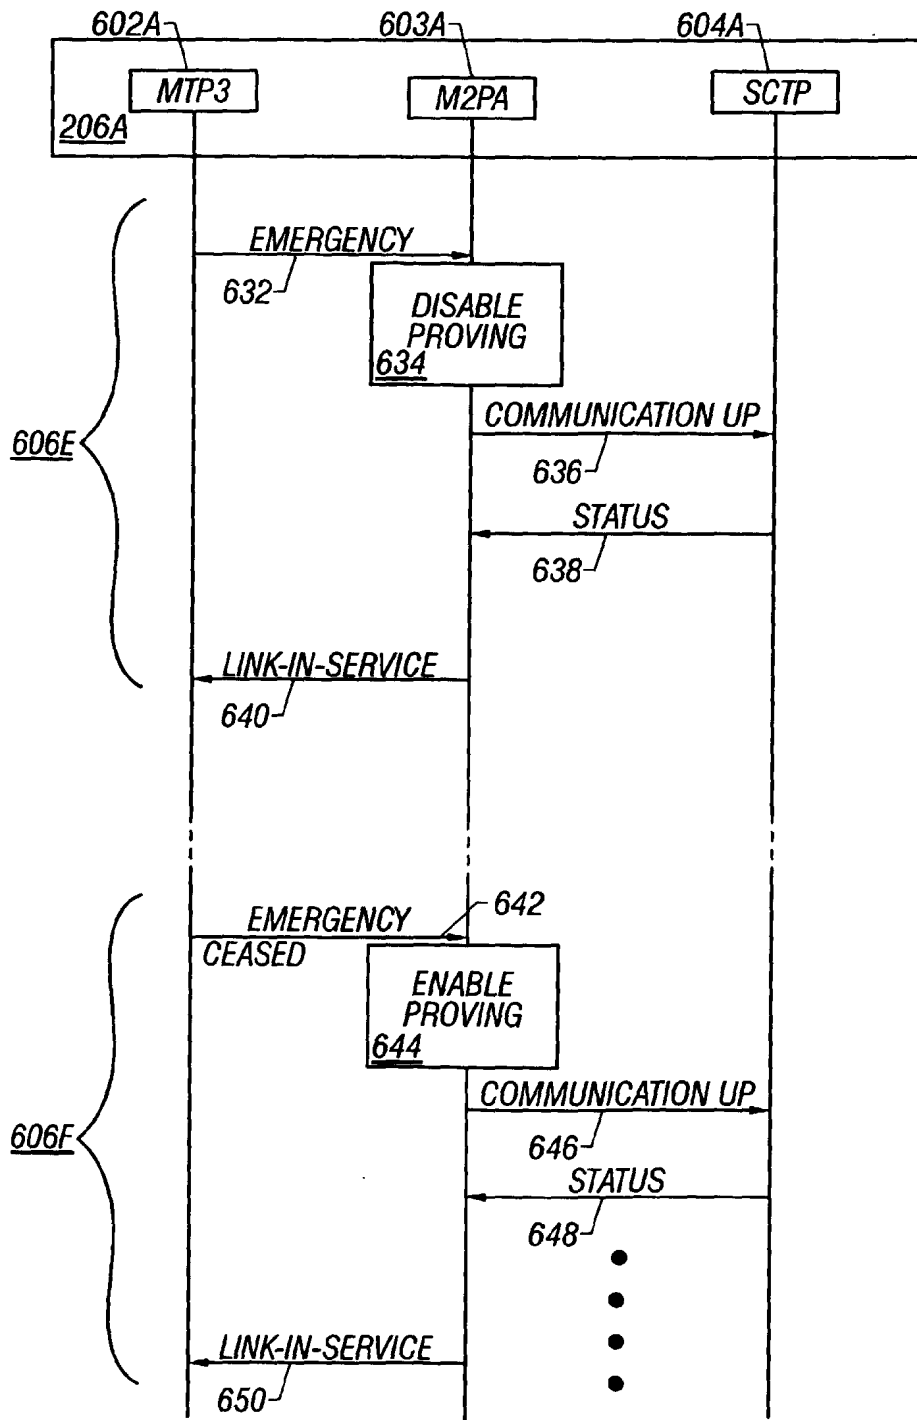 602A
603A
604A
MTP3
M2PA
SCTP
206A
EMERGENCY
632
DISABLE
PROVING
634
COMMUNICATION UP
636
606E
STATUS
638
LINK-IN-SERVICE
640
EMERGENCY
642
CEASED
ENABLE
PROVING
644
COMMUNICATION UP
646
606F
STATUS
648
LINK-IN-SERVICE
650